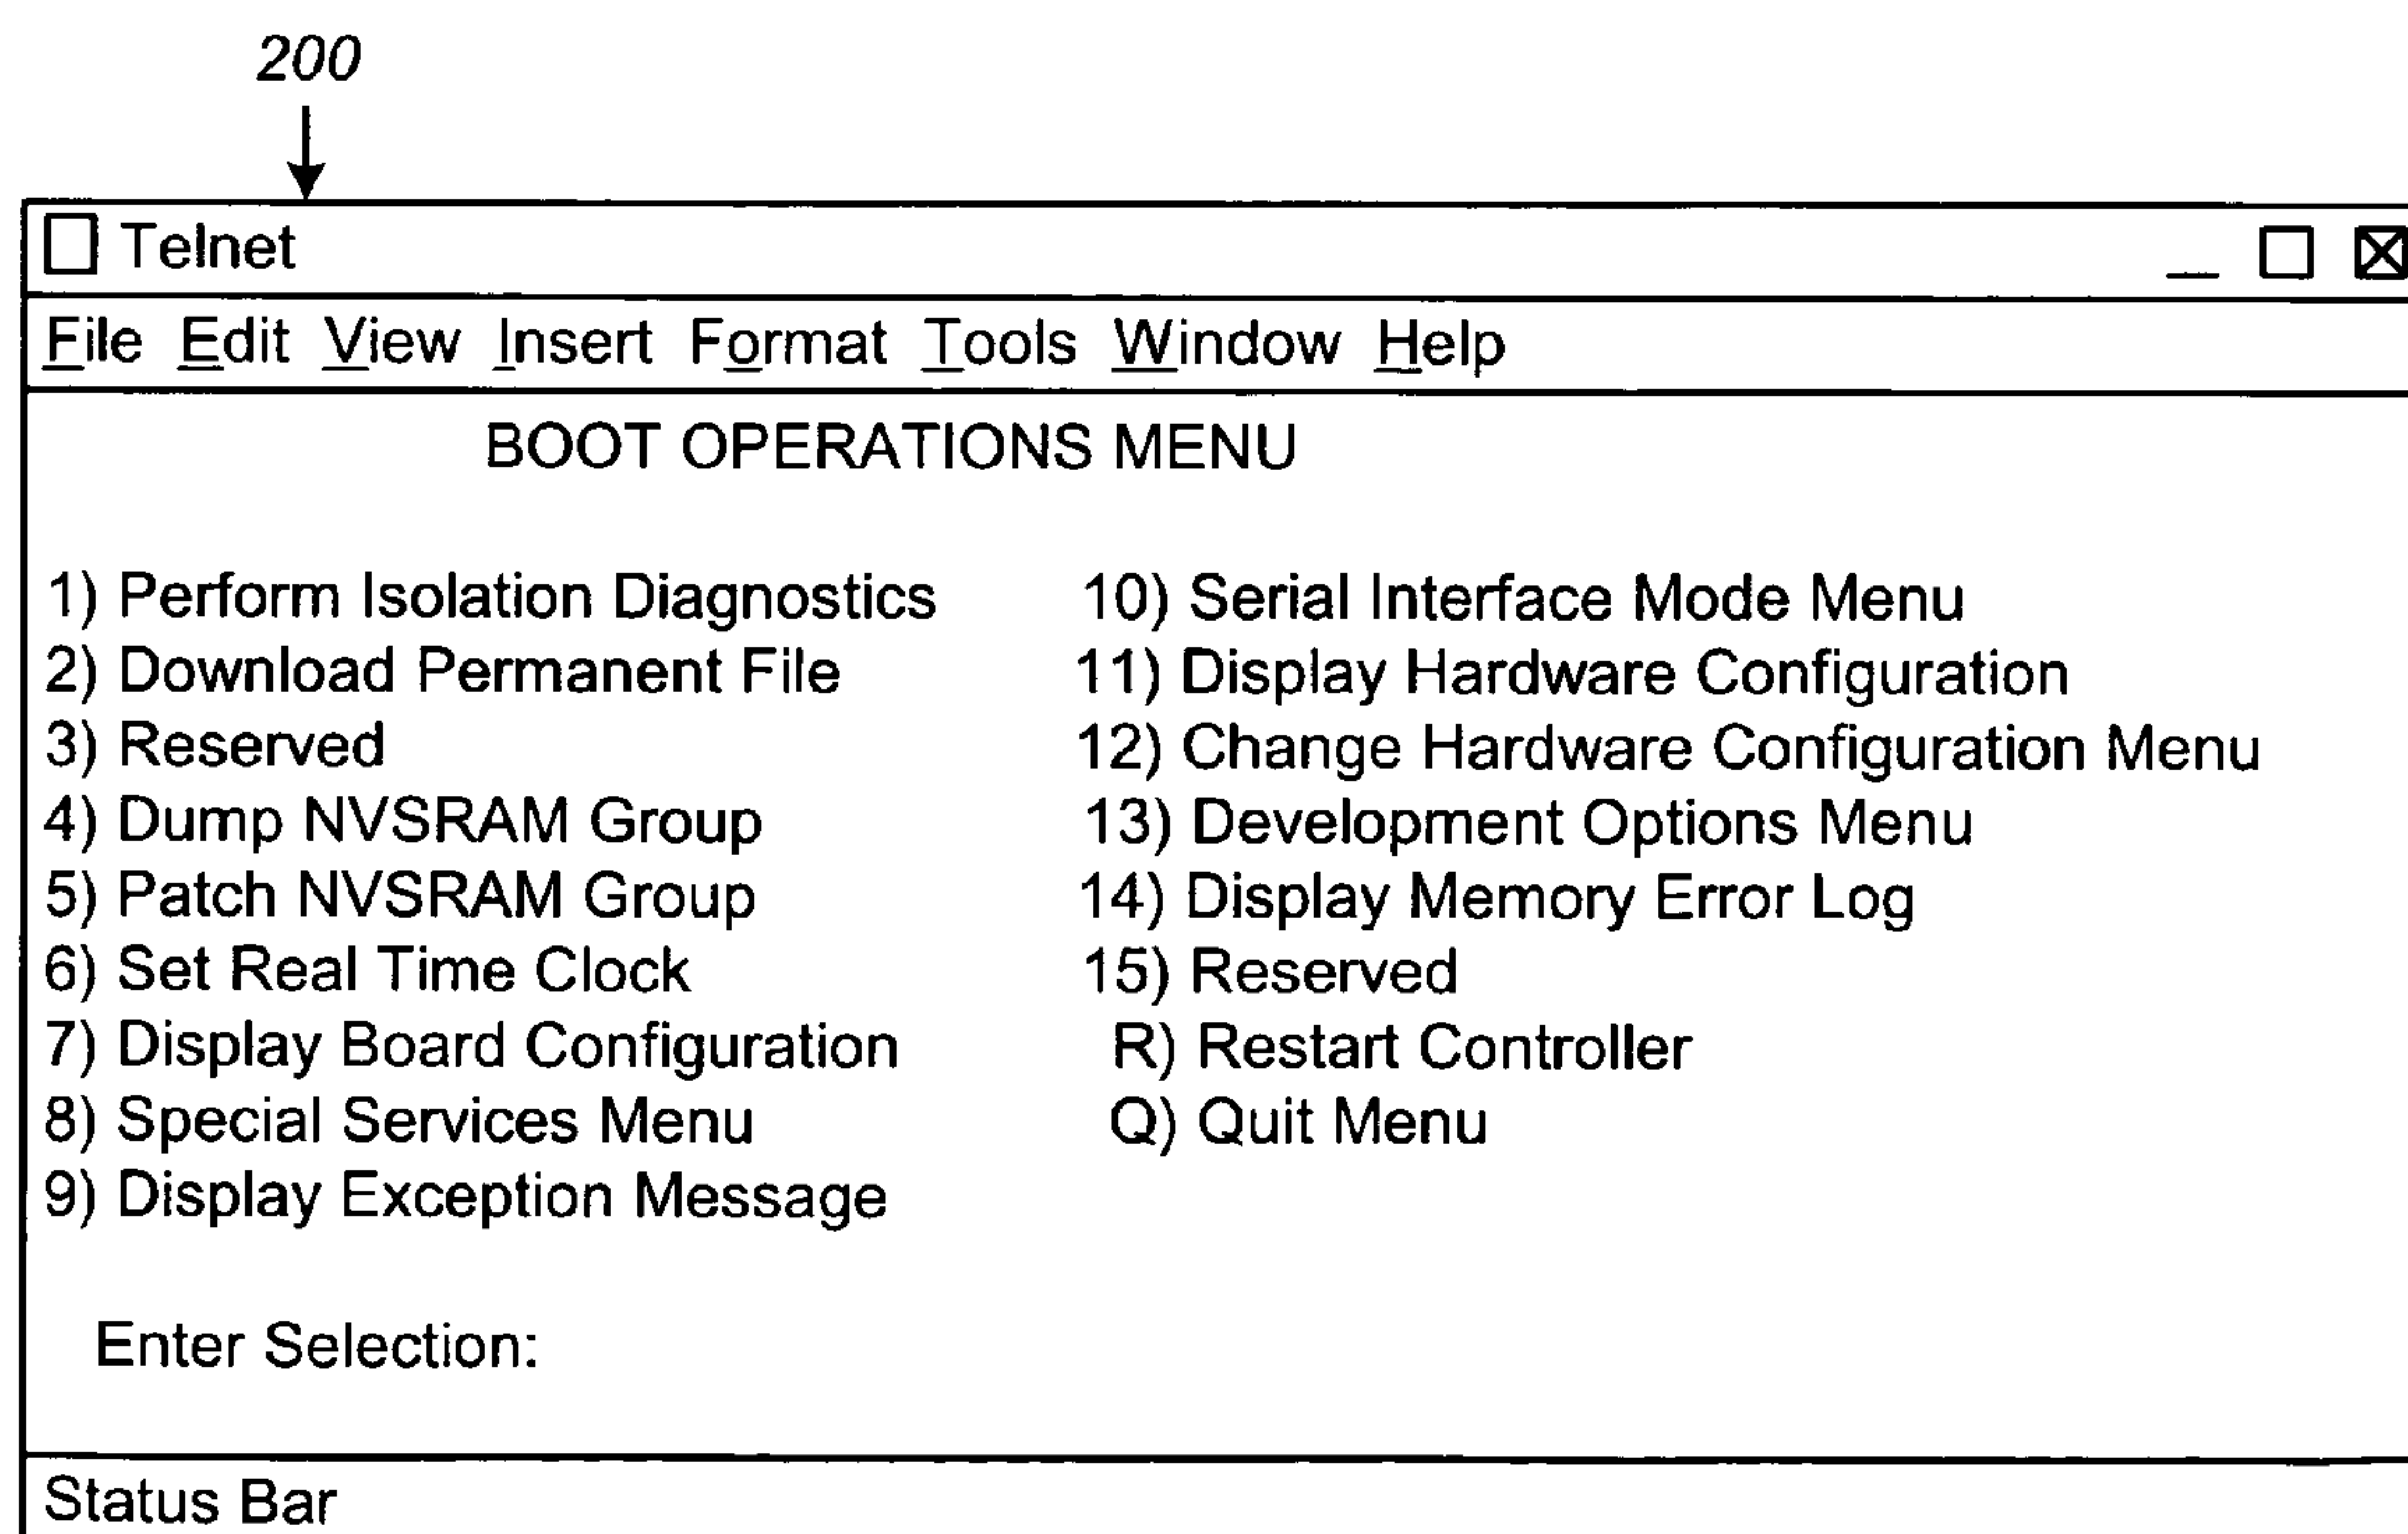 200
Telnet
File Edit View Insert Format Tools Window Help
BOOT OPERATIONS MENU
1) Perform Isolation Diagnostics
2) Download Permanent File
3) Reserved
4) Dump NVSRAM Group
5) Patch NVSRAM Group
6) Set Real Time Clock
7) Display Board Configuration
8) Special Services Menu
9) Display Exception Message
10) Serial Interface Mode Menu
11) Display Hardware Configuration
12) Change Hardware Configuration Menu
13) Development Options Menu
14) Display Memory Error Log
15) Reserved
R) Restart Controller
Q) Quit Menu
Enter Selection:
Status Bar